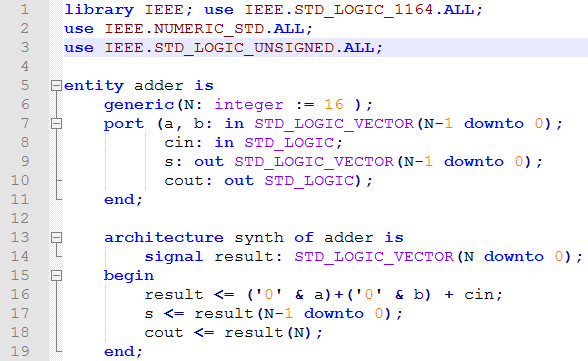 1 library IEEE; use IEEE.STD_LOGIC_1164.ALL;
2 use IEEE.NUMERIC_STD.ALL;
3 use IEEE.STD_LOGIC_UNSIGNED.ALL;
4
5 entity adder is
6 generic(N: integer := 16 );
7 port (a, b: in STD_LOGIC_VECTOR(N-1 downto 0);
8 cin: in STD_LOGIC;
9 s: out STD_LOGIC_VECTOR(N-1 downto 0);
10 cout: out STD_LOGIC);
11 end;
12
13 architecture synth of adder is
14 signal result: STD_LOGIC_VECTOR(N downto 0);
15 begin
16 result <= ('0' & a)+('0' & b) + cin;
17 s <= result(N-1 downto 0);
18 cout <= result(N);
19 end;